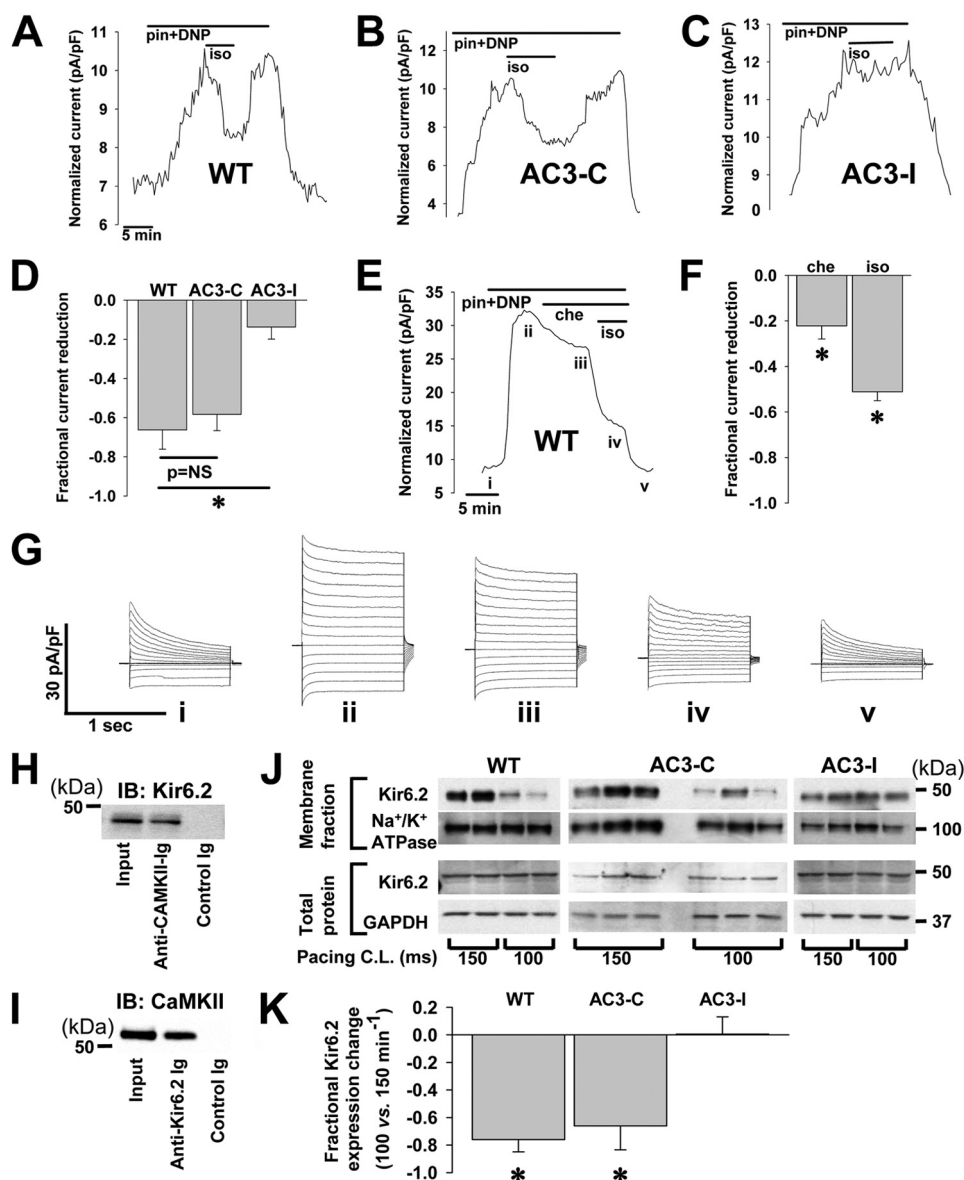 A
Normalized current (pA/pF)
11
10
9
8
7
6
pin+DNP
iso
WT
5 min
B
Normalized current (pA/pF)
12
10
8
6
4
pin+DNP
iso
AC3-C
C
Normalized current (pA/pF)
13
12
11
10
9
8
0
pin+DNP
iso
AC3-I
D
Fractional current reduction
0.0
-0.2
-0.4
-0.6
-0.8
-1.0
WT AC3-C AC3-I
p=NS
*
E
Normalized current (pA/pF)
35
30
25
20
15
10
5
pin+DNP
che
iso
i
ii
iii
iv
v
WT
5 min
F
Fractional current reduction
0.0
-0.2
-0.4
-0.6
-0.8
-1.0
che iso
*
*
G
30 pA/pF
1 sec
i ii iii iv v
H
(kDa)
IB: Kir6.2
50
Input
Anti-CAMKII-Ig
Control Ig
I
IB: CaMKII
(kDa)
50
Input
Anti-Kir6.2 Ig
Control Ig
J
WT AC3-C AC3-I (kDa)
Membrane fraction
Kir6.2
50
Na+/K+
ATPase
100
Total protein
Kir6.2
50
GAPDH
37
Pacing C.L. (ms) 150 100 150 100 150 100
K
Fractional Kir6.2
expression change
(100 vs. 150 min⁻¹)
0.2
0.0
-0.2
-0.4
-0.6
-0.8
-1.0
WT AC3-C AC3-I
* *